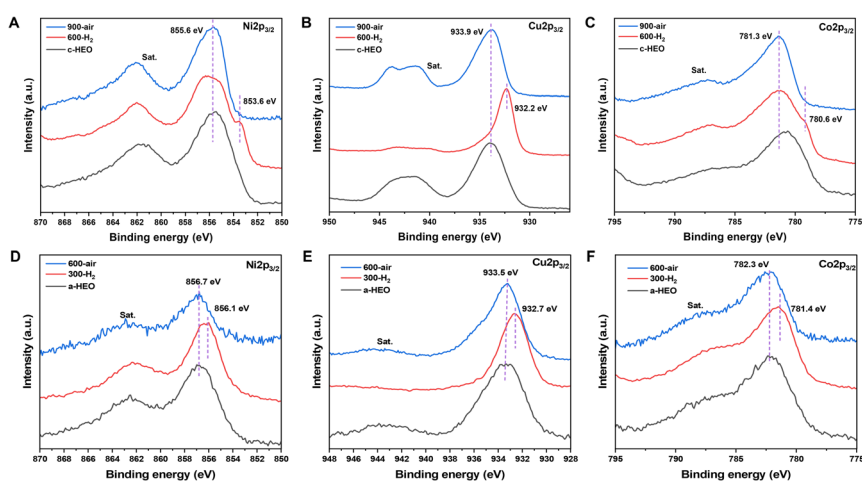 A
Ni2p3/2
900-air
600-H2
c-HEO
855.6 eV
Sat.
853.6 eV
Intensity (a.u.)
870 868 866 864 862 860 858 856 854 852 850
Binding energy (eV)
B
Cu2p3/2
900-air
600-H2
c-HEO
933.9 eV
Sat.
932.2 eV
Intensity (a.u.)
950 945 940 935 930
Binding energy (eV)
C
Co2p3/2
900-air
600-H2
c-HEO
781.3 eV
Sat.
780.6 eV
Intensity (a.u.)
795 790 785 780 775
Binding energy (eV)
D
Ni2p3/2
600-air
300-H2
a-HEO
856.7 eV
856.1 eV
Sat.
Intensity (a.u.)
870 868 866 864 862 860 858 856 854 852 850
Binding energy (eV)
E
Cu2p3/2
600-air
300-H2
a-HEO
933.5 eV
932.7 eV
Sat.
Intensity (a.u.)
948 946 944 942 940 938 936 934 932 930 928
Binding energy (eV)
F
Co2p3/2
600-air
300-H2
a-HEO
782.3 eV
781.4 eV
Sat.
Intensity (a.u.)
795 790 785 780 775
Binding energy (eV)